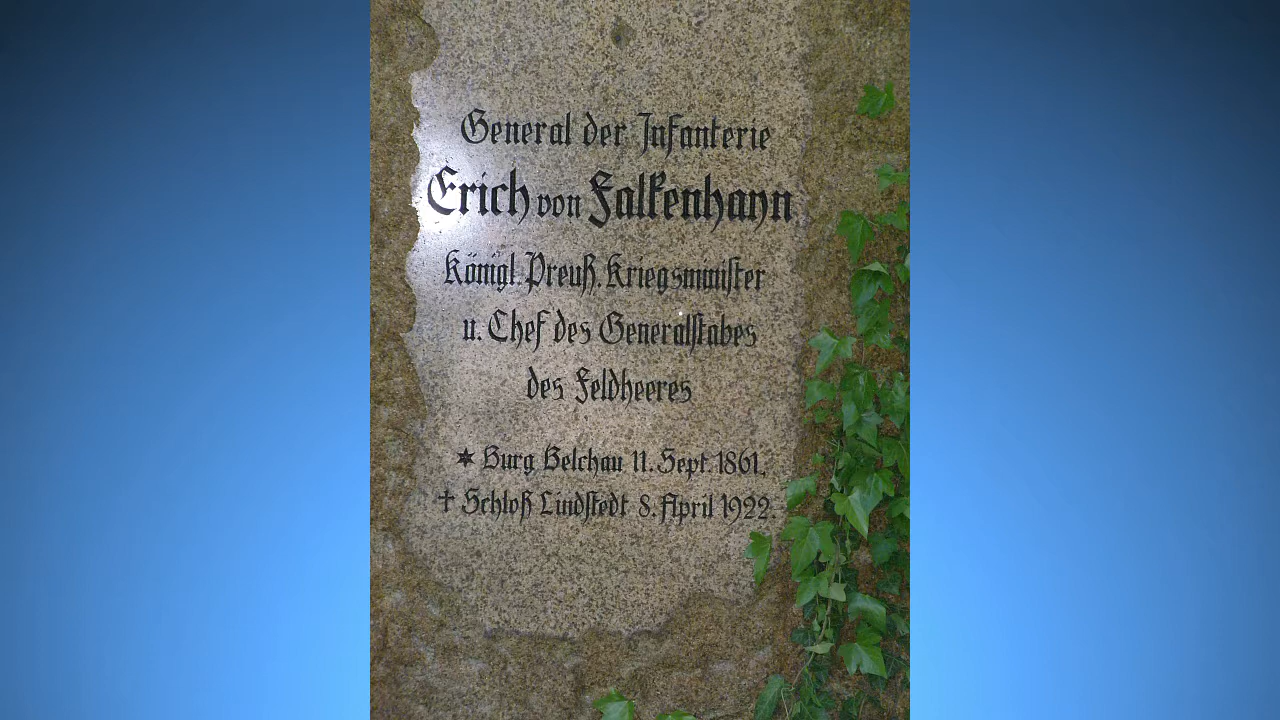 General der Infanterie
Erich von Falkenhayn
Königl. Preuß. Kriegsminister
u. Chef des Generalstabes
des Feldheeres
* Burg Belchau 11. Sept. 1861.
† Schloß Lindstedt 8. April 1922.